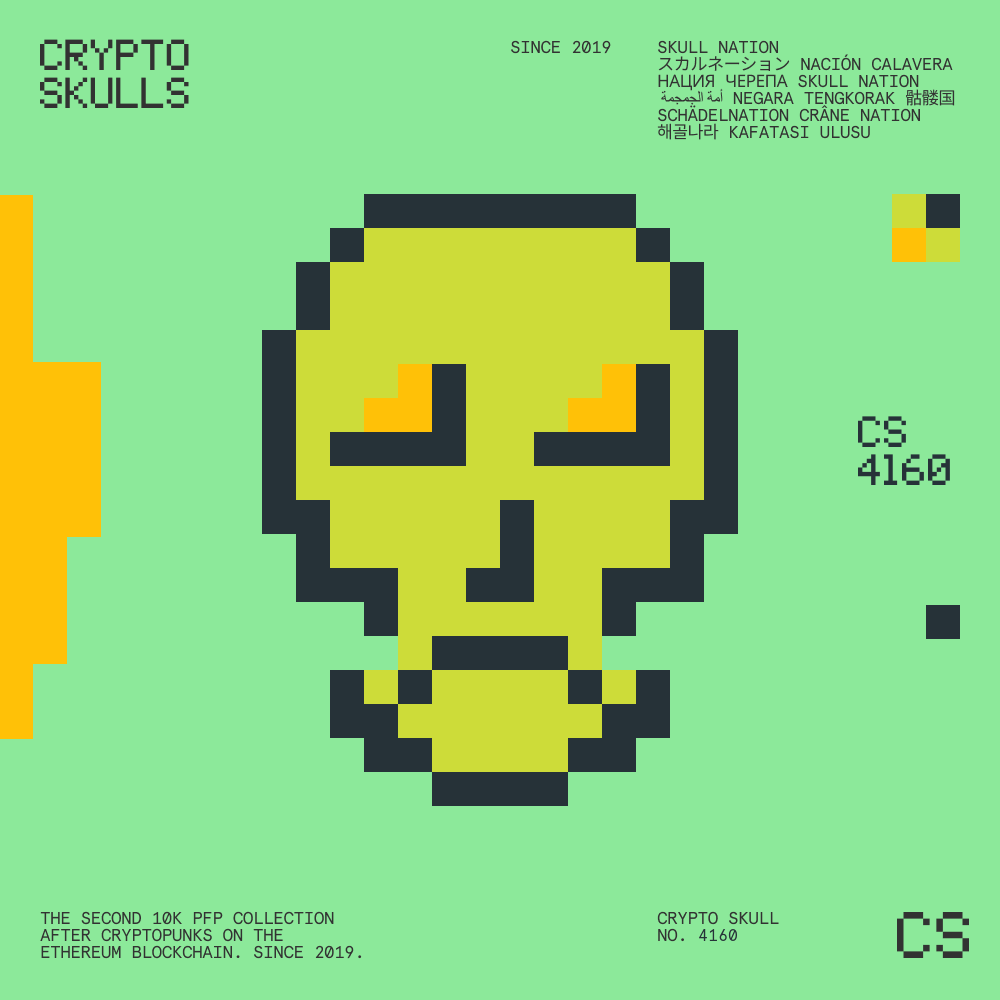 CRYPTO
SKULLS
SINCE 2019
SKULL NATION
スカルネーション NACIÓN CALAVERA
НАЦИЯ ЧЕРЕПА SKULL NATION
أمة الجمجمة NEGARA TENGKORAK 骷髅国
SCHÄDELNATION CRÂNE NATION
해골나라 KAFATASI ULUSU
CS
4160
THE SECOND 10K PFP COLLECTION
AFTER CRYPTOPUNKS ON THE
ETHEREUM BLOCKCHAIN. SINCE 2019.
CRYPTO SKULL
NO. 4160
CS